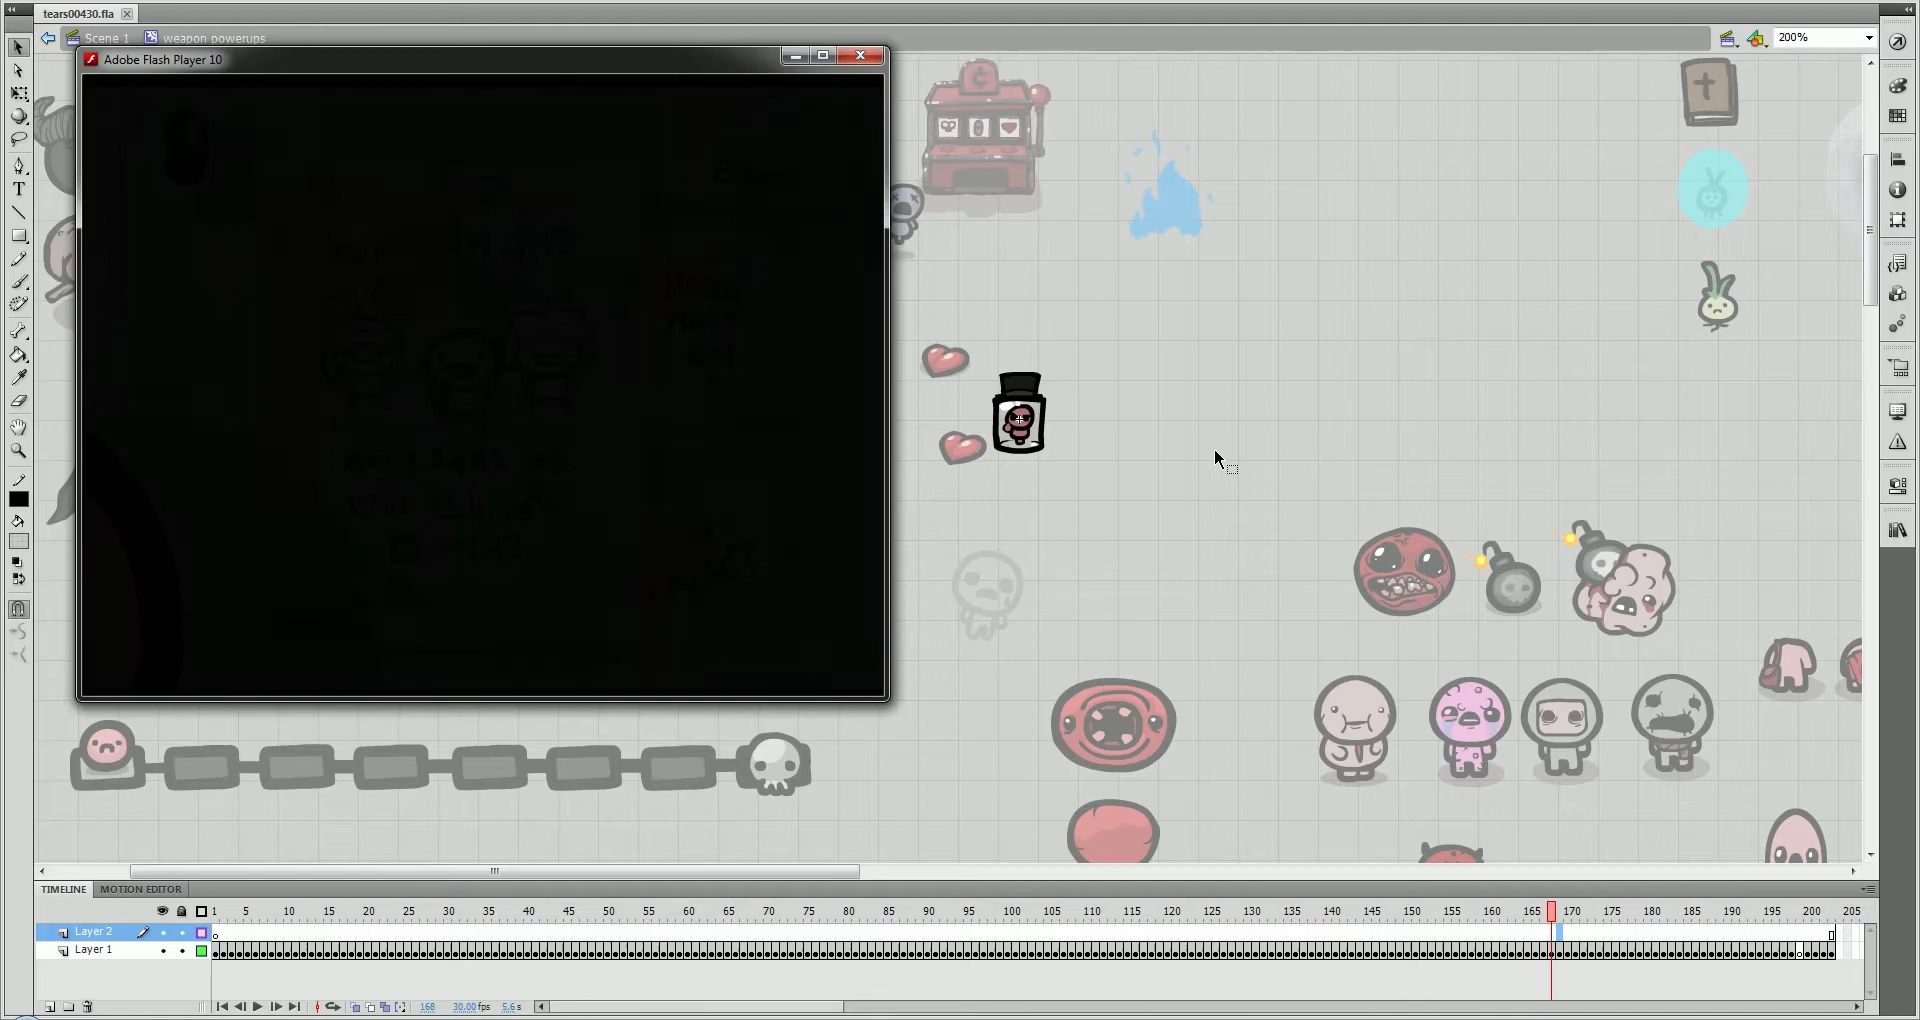 tears00430.fla
Scene 1 weapon powerups
200%
Adobe Flash Player 10
TIMELINE MOTION EDITOR
1 5 10 15 20 25 30 35 40 45 50 55 60 65 70 75 80 85 90 95 100 105 110 115 120 125 130 135 140 145 150 155 160 165 170 175 180 185 190 195 200 205
Layer 2
Layer 1
168 30.00 fps 5.6 s